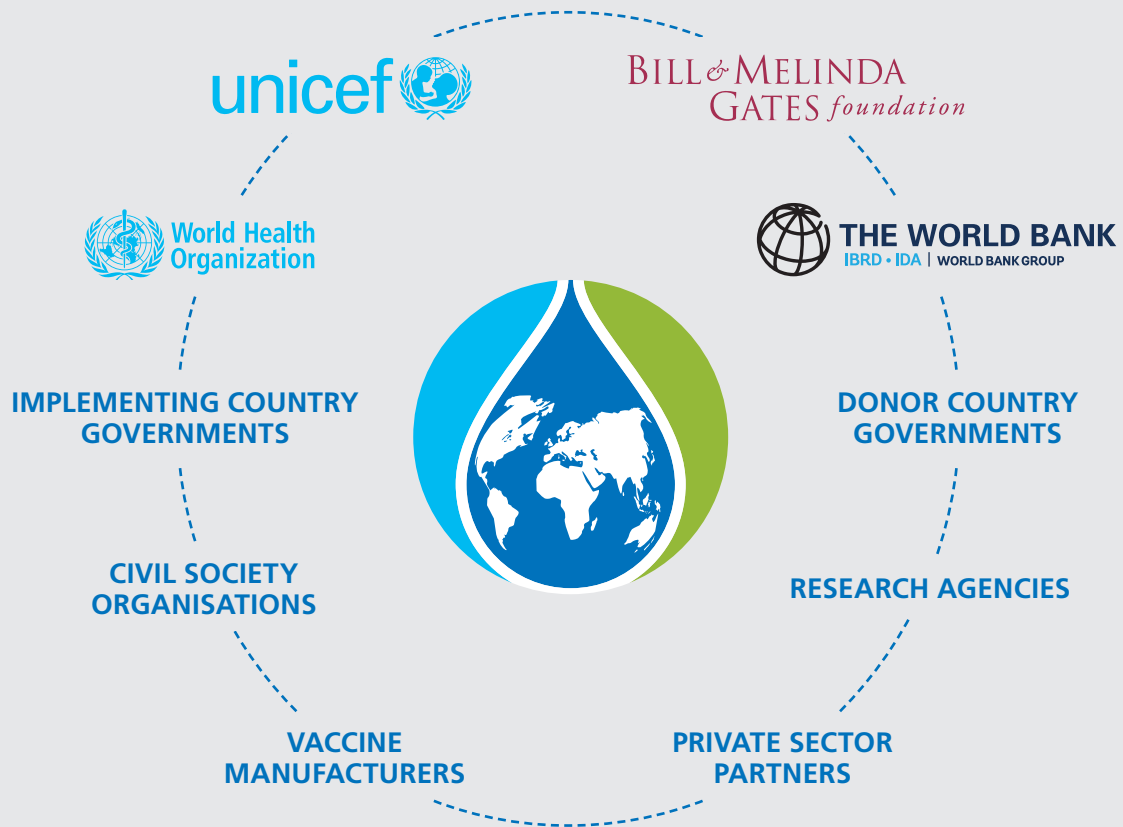 unicef
BILL & MELINDA
GATES foundation
World Health
Organization
THE WORLD BANK
IBRD • IDA | WORLD BANK GROUP
IMPLEMENTING COUNTRY
GOVERNMENTS
DONOR COUNTRY
GOVERNMENTS
CIVIL SOCIETY
ORGANISATIONS
RESEARCH AGENCIES
VACCINE
MANUFACTURERS
PRIVATE SECTOR
PARTNERS